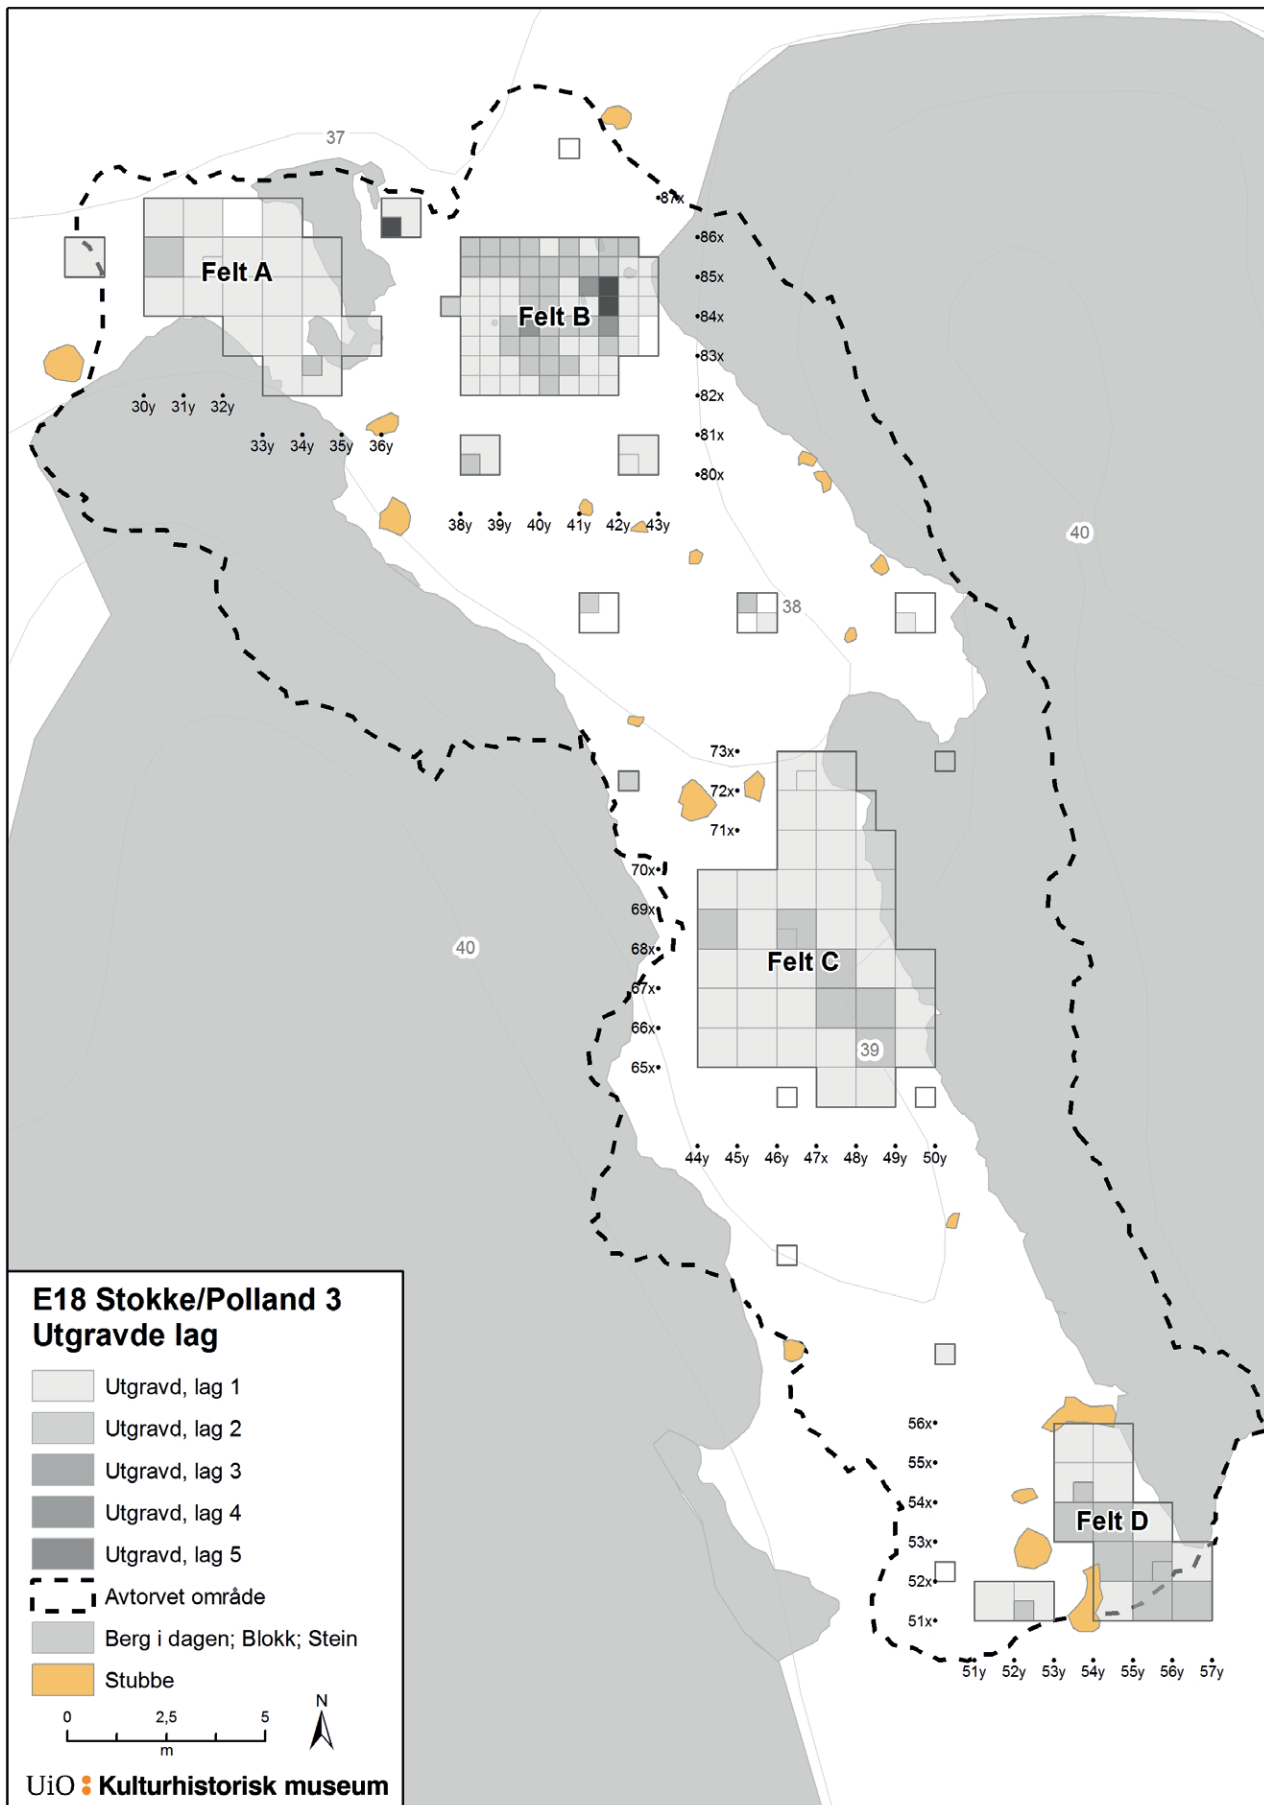 37
87x
86x
85x
84x
83x
82x
81x
80x
Felt A
Felt B
30y 31y 32y
33y 34y 35y 36y
38y 39y 40y 41y 42y 43y
40
38
73x
72x
71x
70x
69x
68x
67x
66x
65x
40
Felt C
39
44y 45y 46y 47x 48y 49y 50y
56x
55x
54x
53x
52x
51x
Felt D
51y 52y 53y 54y 55y 56y 57y
E18 Stokke/Polland 3
Utgravde lag
Utgravd, lag 1
Utgravd, lag 2
Utgravd, lag 3
Utgravd, lag 4
Utgravd, lag 5
Avtorvet område
Berg i dagen; Blokk; Stein
Stubbe
0 2,5 5
m
N
UiO : Kulturhistorisk museum